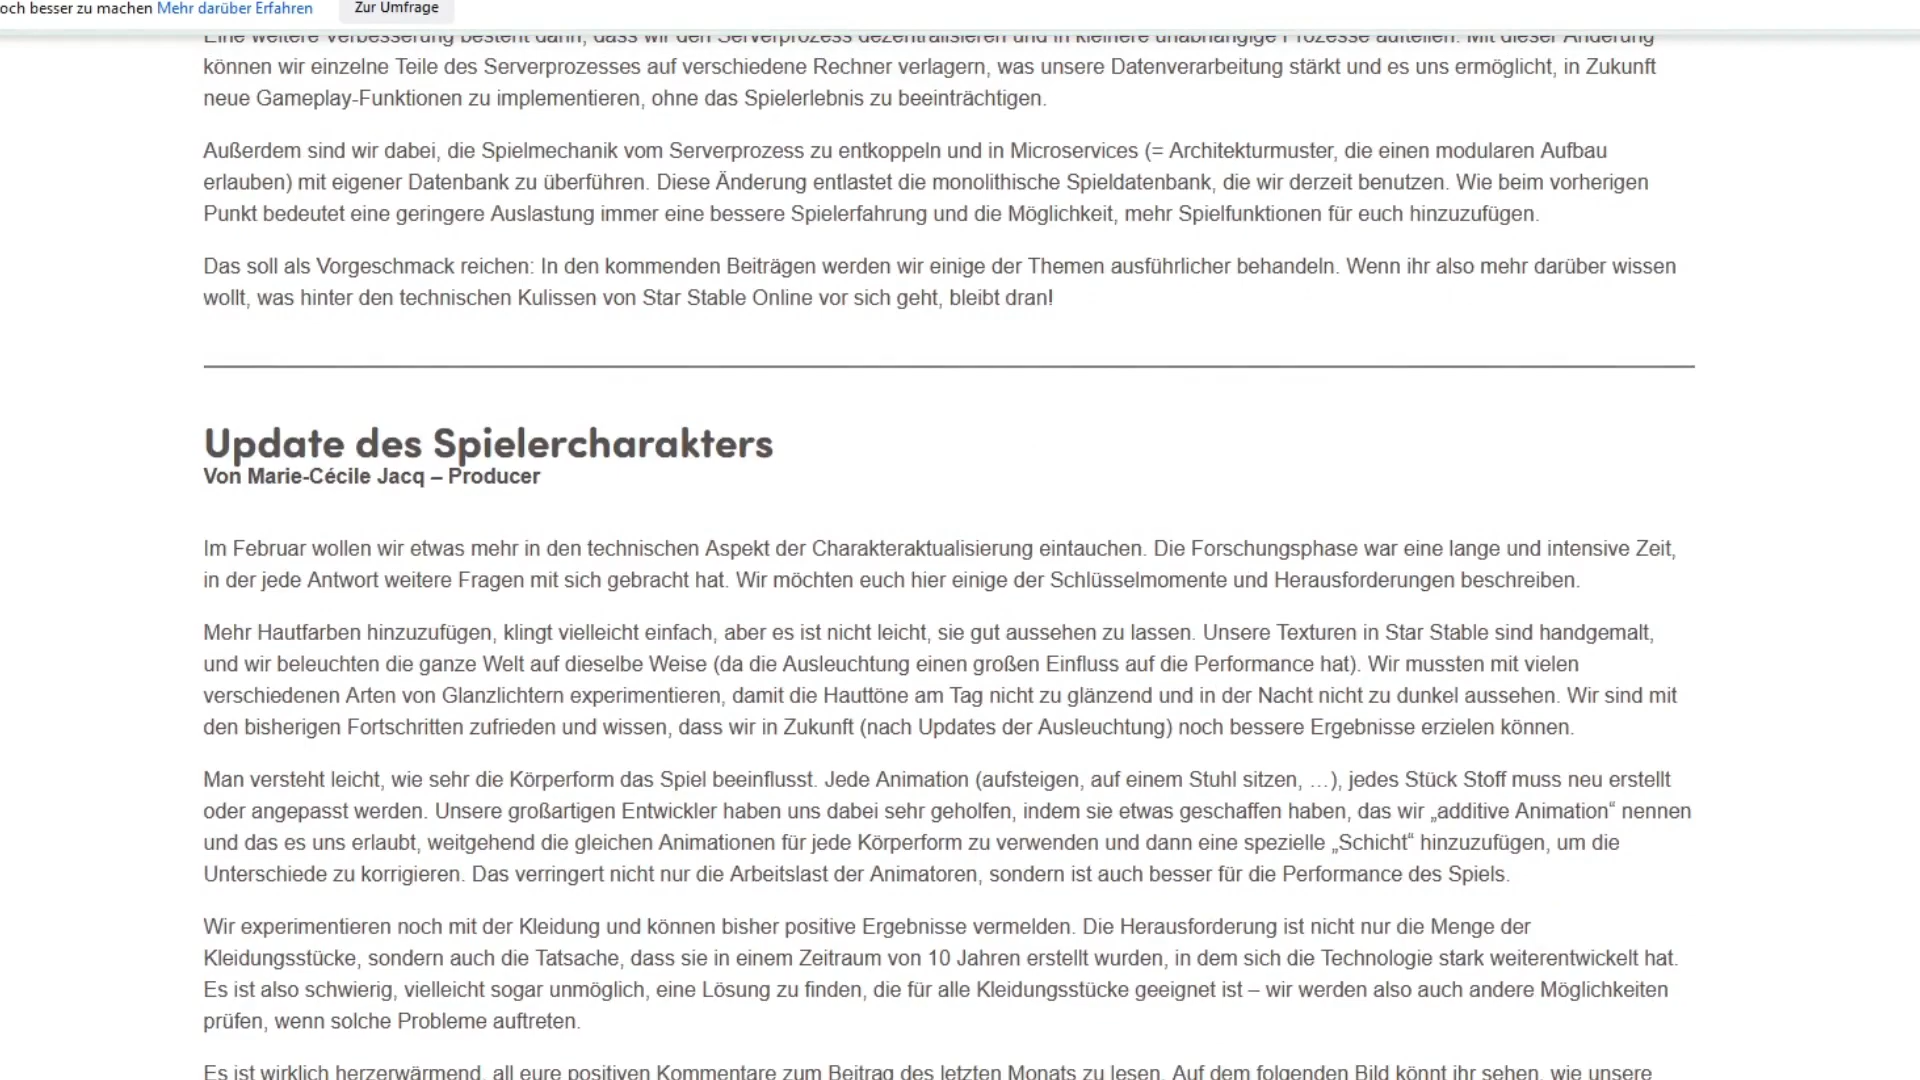 och besser zu machen Mehr darüber Erfahren Zur Umfrage
Eine weitere Verbesserung besteht darin, dass wir den Serverprozess dezentralisieren und in kleinere unabhängige Prozesse aufteilen. Mit dieser Änderung
können wir einzelne Teile des Serverprozesses auf verschiedene Rechner verlagern, was unsere Datenverarbeitung stärkt und es uns ermöglicht, in Zukunft
neue Gameplay-Funktionen zu implementieren, ohne das Spielerlebnis zu beeinträchtigen.
Außerdem sind wir dabei, die Spielmechanik vom Serverprozess zu entkoppeln und in Microservices (= Architekturmuster, die einen modularen Aufbau
erlauben) mit eigener Datenbank zu überführen. Diese Änderung entlastet die monolithische Spieldatenbank, die wir derzeit benutzen. Wie beim vorherigen
Punkt bedeutet eine geringere Auslastung immer eine bessere Spielerfahrung und die Möglichkeit, mehr Spielfunktionen für euch hinzuzufügen.
Das soll als Vorgeschmack reichen: In den kommenden Beiträgen werden wir einige der Themen ausführlicher behandeln. Wenn ihr also mehr darüber wissen
wollt, was hinter den technischen Kulissen von Star Stable Online vor sich geht, bleibt dran!
Update des Spielercharakters
Von Marie-Cécile Jacq – Producer
Im Februar wollen wir etwas mehr in den technischen Aspekt der Charakteraktualisierung eintauchen. Die Forschungsphase war eine lange und intensive Zeit,
in der jede Antwort weitere Fragen mit sich gebracht hat. Wir möchten euch hier einige der Schlüsselmomente und Herausforderungen beschreiben.
Mehr Hautfarben hinzuzufügen, klingt vielleicht einfach, aber es ist nicht leicht, sie gut aussehen zu lassen. Unsere Texturen in Star Stable sind handgemalt,
und wir beleuchten die ganze Welt auf dieselbe Weise (da die Ausleuchtung einen großen Einfluss auf die Performance hat). Wir mussten mit vielen
verschiedenen Arten von Glanzlichtern experimentieren, damit die Hauttöne am Tag nicht zu glänzend und in der Nacht nicht zu dunkel aussehen. Wir sind mit
den bisherigen Fortschritten zufrieden und wissen, dass wir in Zukunft (nach Updates der Ausleuchtung) noch bessere Ergebnisse erzielen können.
Man versteht leicht, wie sehr die Körperform das Spiel beeinflusst. Jede Animation (aufsteigen, auf einem Stuhl sitzen, …), jedes Stück Stoff muss neu erstellt
oder angepasst werden. Unsere großartigen Entwickler haben uns dabei sehr geholfen, indem sie etwas geschaffen haben, das wir „additive Animation“ nennen
und das es uns erlaubt, weitgehend die gleichen Animationen für jede Körperform zu verwenden und dann eine spezielle „Schicht“ hinzuzufügen, um die
Unterschiede zu korrigieren. Das verringert nicht nur die Arbeitslast der Animatoren, sondern ist auch besser für die Performance des Spiels.
Wir experimentieren noch mit der Kleidung und können bisher positive Ergebnisse vermelden. Die Herausforderung ist nicht nur die Menge der
Kleidungsstücke, sondern auch die Tatsache, dass sie in einem Zeitraum von 10 Jahren erstellt wurden, in dem sich die Technologie stark weiterentwickelt hat.
Es ist also schwierig, vielleicht sogar unmöglich, eine Lösung zu finden, die für alle Kleidungsstücke geeignet ist – wir werden also auch andere Möglichkeiten
prüfen, wenn solche Probleme auftreten.
Es ist wirklich herzerwärmend, all eure positiven Kommentare zum Beitrag des letzten Monats zu lesen. Auf dem folgenden Bild könnt ihr sehen, wie unsere